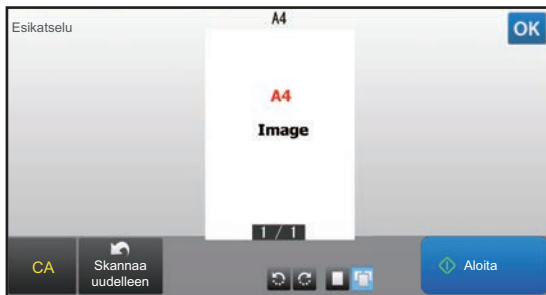 Esikatselu
A4
OK
A4
Image
1 / 1
CA
Skannaa
uudelleen
Aloita